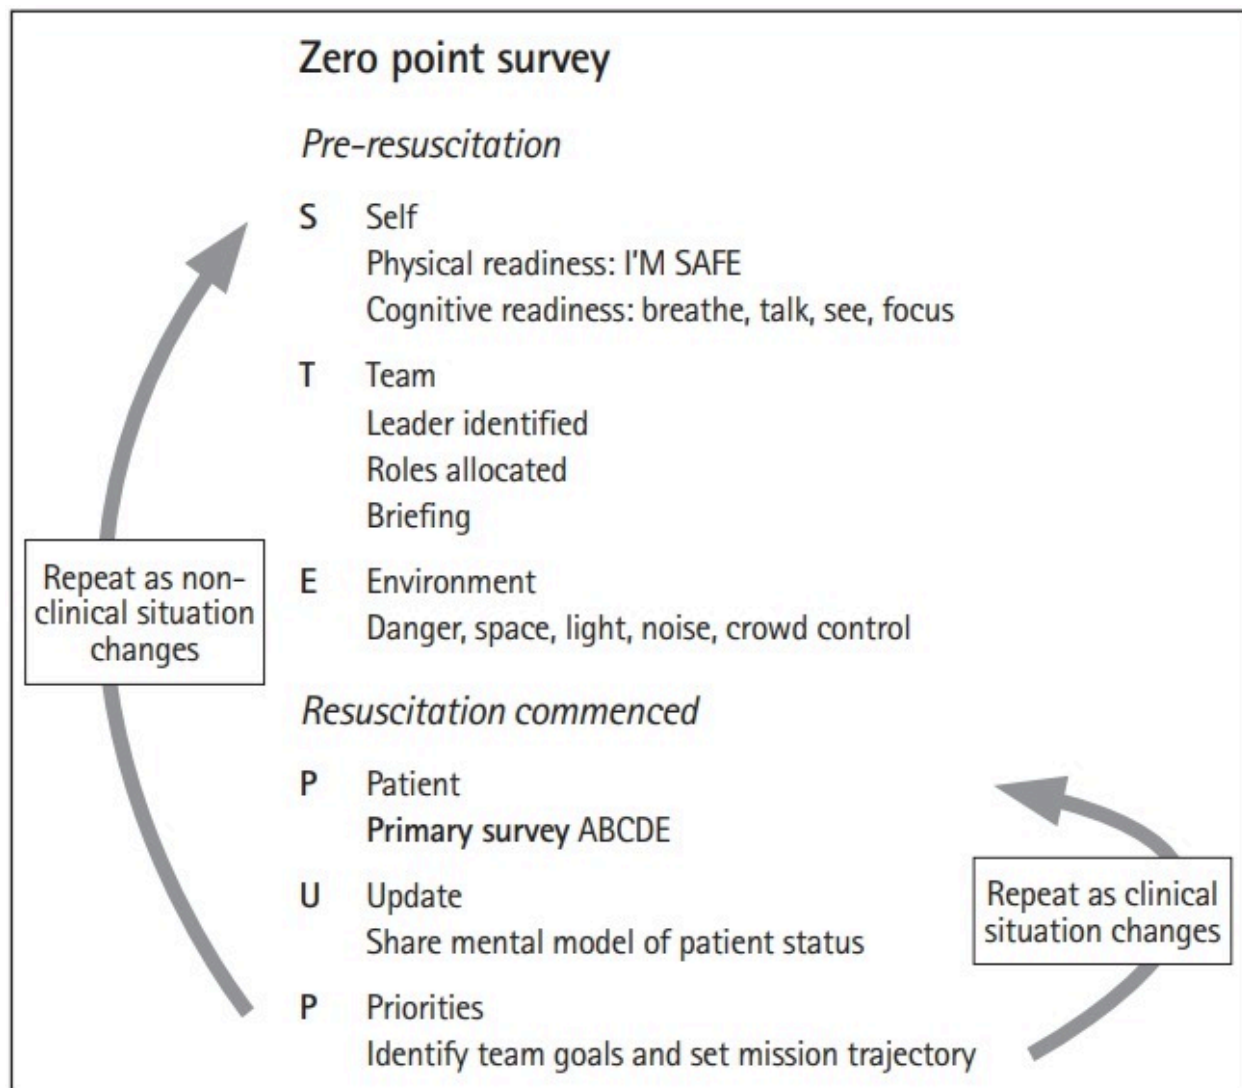 Zero point survey
Pre-resuscitation
S Self
Physical readiness: I'M SAFE
Cognitive readiness: breathe, talk, see, focus
T Team
Leader identified
Roles allocated
Briefing
E Environment
Danger, space, light, noise, crowd control
Repeat as non-
clinical situation
changes
Resuscitation commenced
P Patient
Primary survey ABCDE
U Update
Share mental model of patient status
P Priorities
Identify team goals and set mission trajectory
Repeat as clinical
situation changes